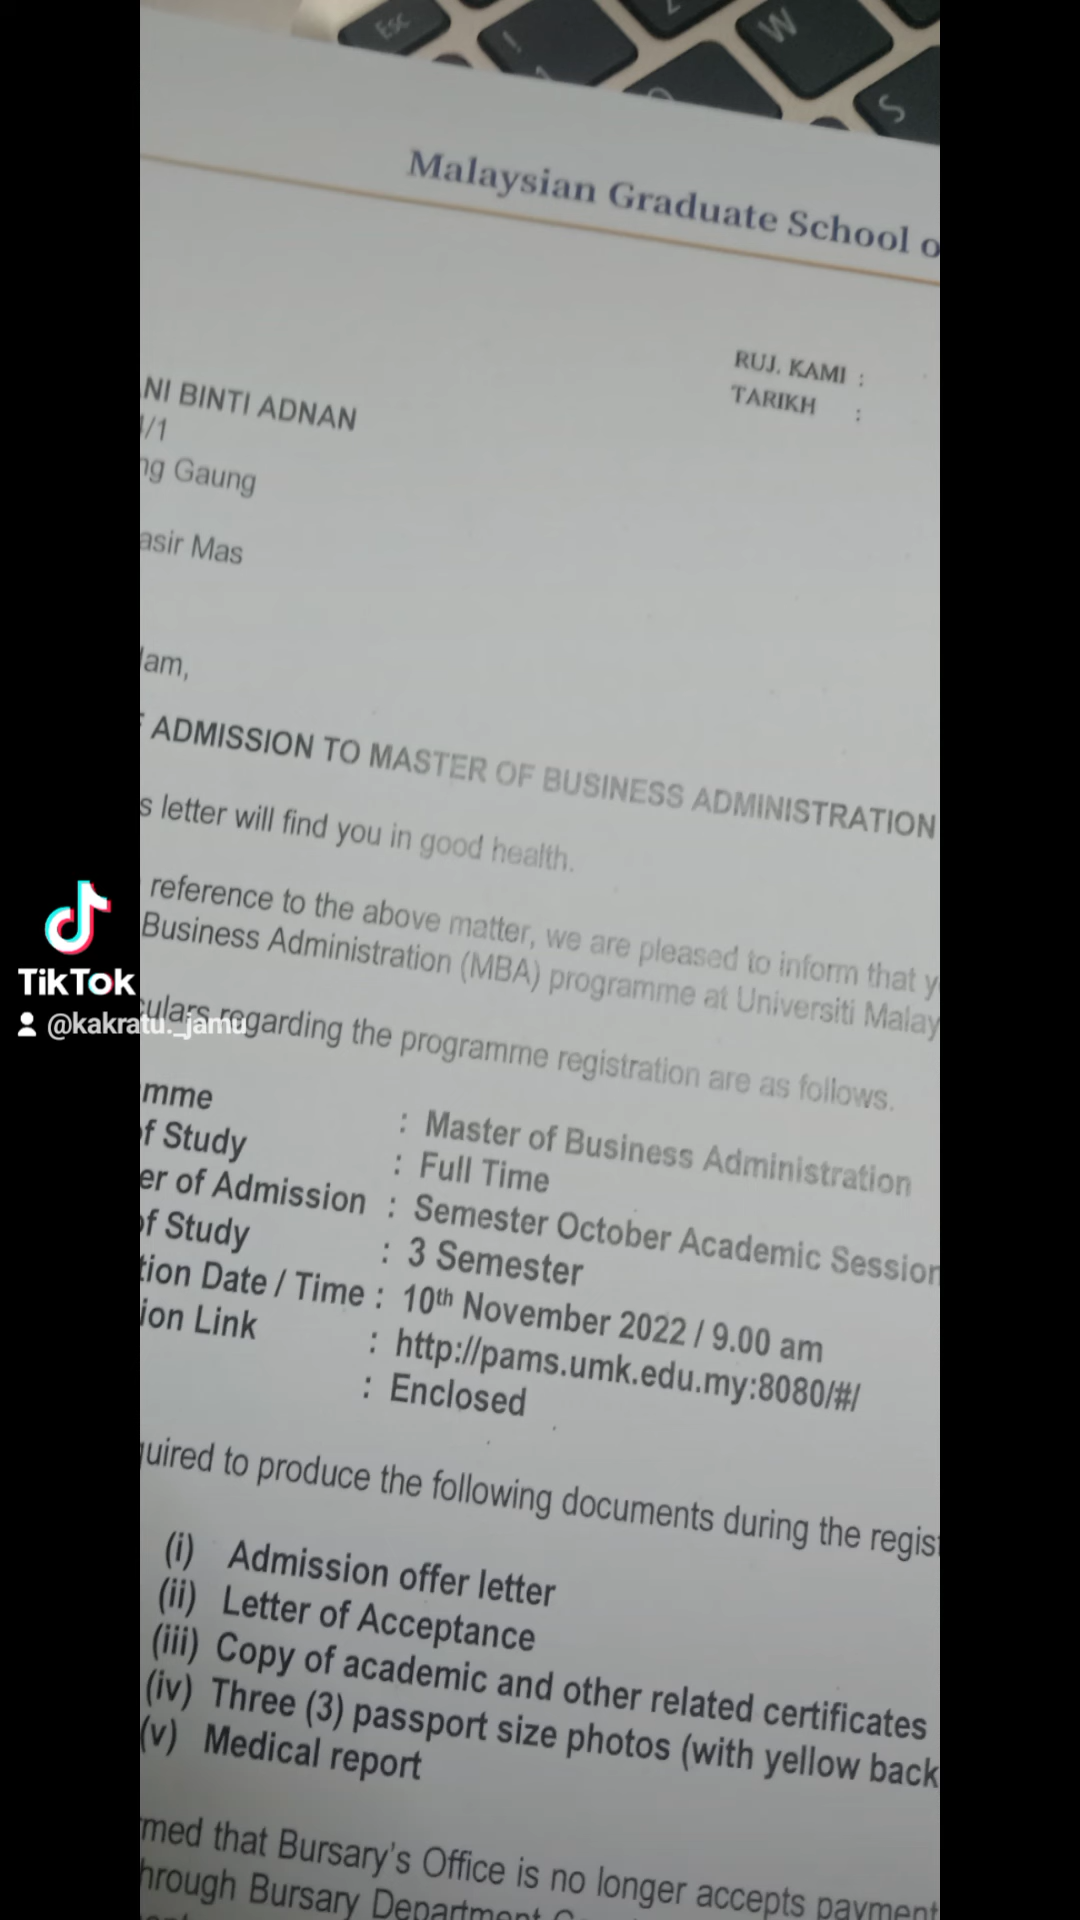 Esc
!
1
W
S
Malaysian Graduate School o
RUJ. KAMI :
TARIKH :
NI BINTI ADNAN
/1
ng Gaung
asir Mas
lam,
ADMISSION TO MASTER OF BUSINESS ADMINISTRATION
s letter will find you in good health.
reference to the above matter, we are pleased to inform that y
Business Administration (MBA) programme at Universiti Malay
culars regarding the programme registration are as follows.
mme : Master of Business Administration
of Study : Full Time
er of Admission : Semester October Academic Session
of Study : 3 Semester
tion Date / Time : 10th November 2022 / 9.00 am
ion Link : http://pams.umk.edu.my:8080/#/
: Enclosed
quired to produce the following documents during the regist
(i) Admission offer letter
(ii) Letter of Acceptance
(iii) Copy of academic and other related certificates
(iv) Three (3) passport size photos (with yellow back
(v) Medical report
rmed that Bursary's Office is no longer accepts payment
hrough Bursary Department
TikTok
@kakratu._jamu